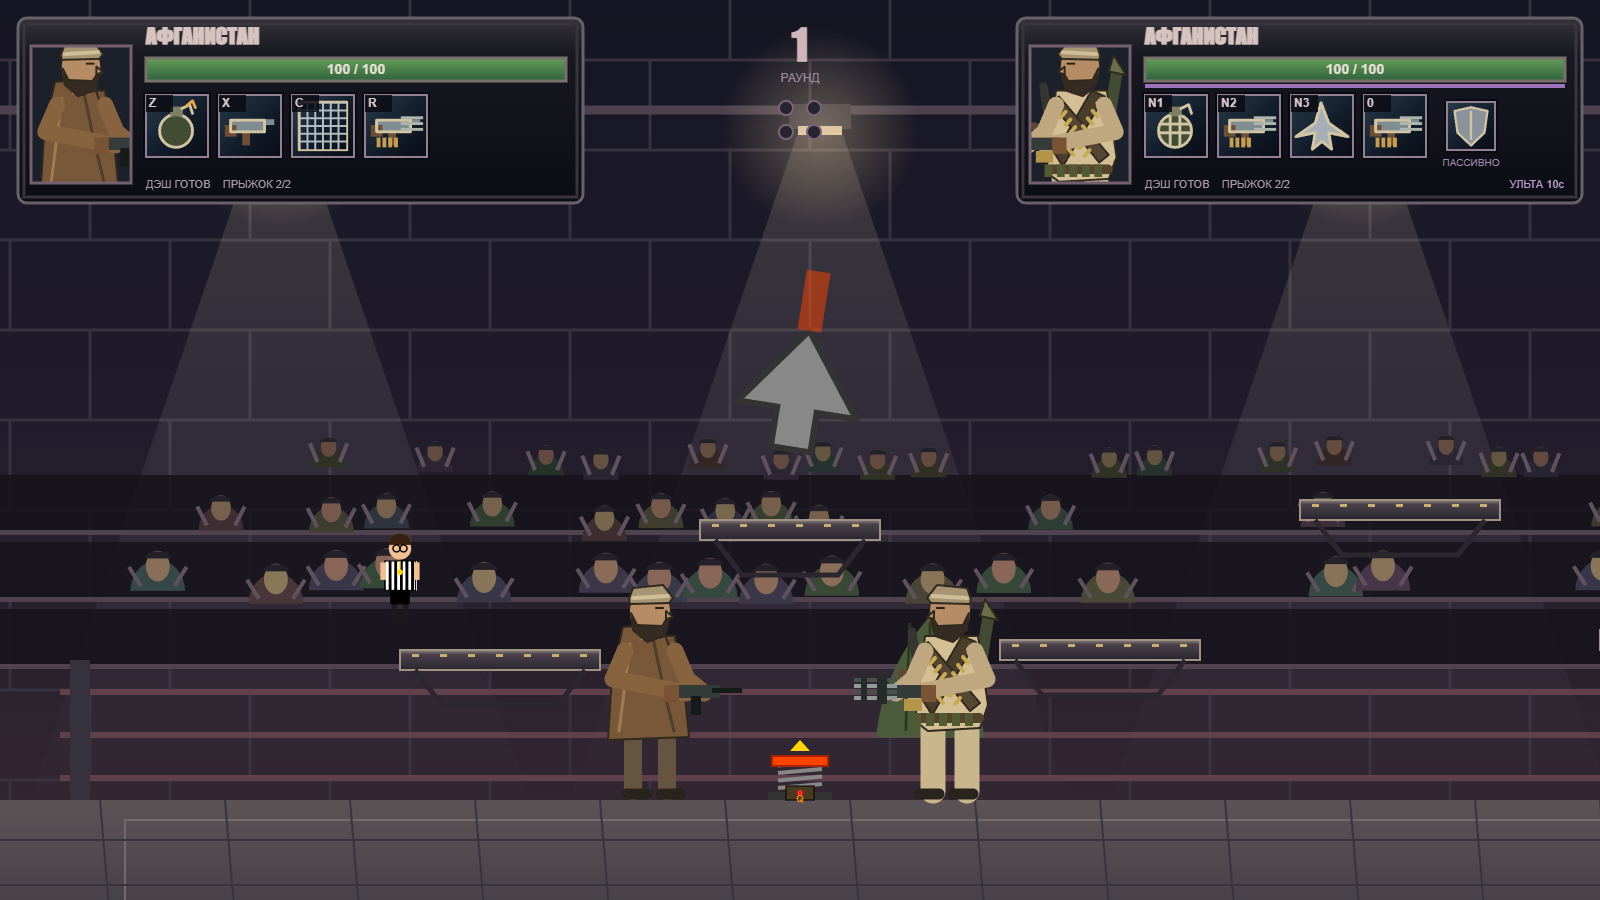 АФГАНИСТАН
100 / 100
Z X C R
ДЭШ ГОТОВ ПРЫЖОК 2/2
1
РАУНД
АФГАНИСТАН
100 / 100
N1 N2 N3 0
ПАССИВНО
ДЭШ ГОТОВ ПРЫЖОК 2/2 УЛЬТА 10с
Q